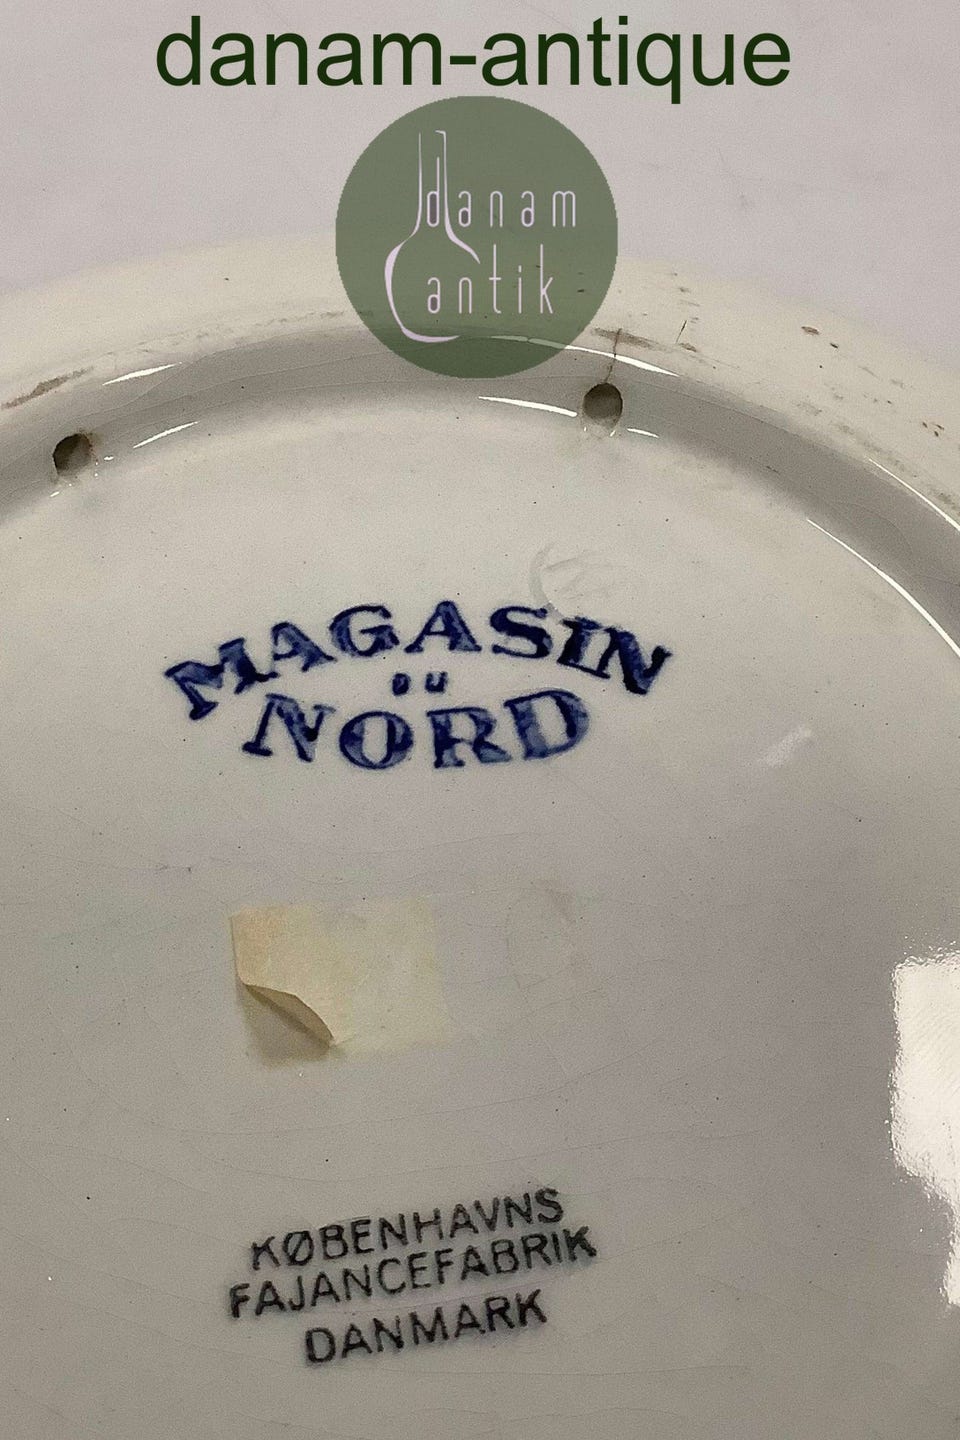 danam-antique
danam
antik
MAGASIN
DU
NORD
KØBENHAVNS
FAJANCEFABRIK
DANMARK